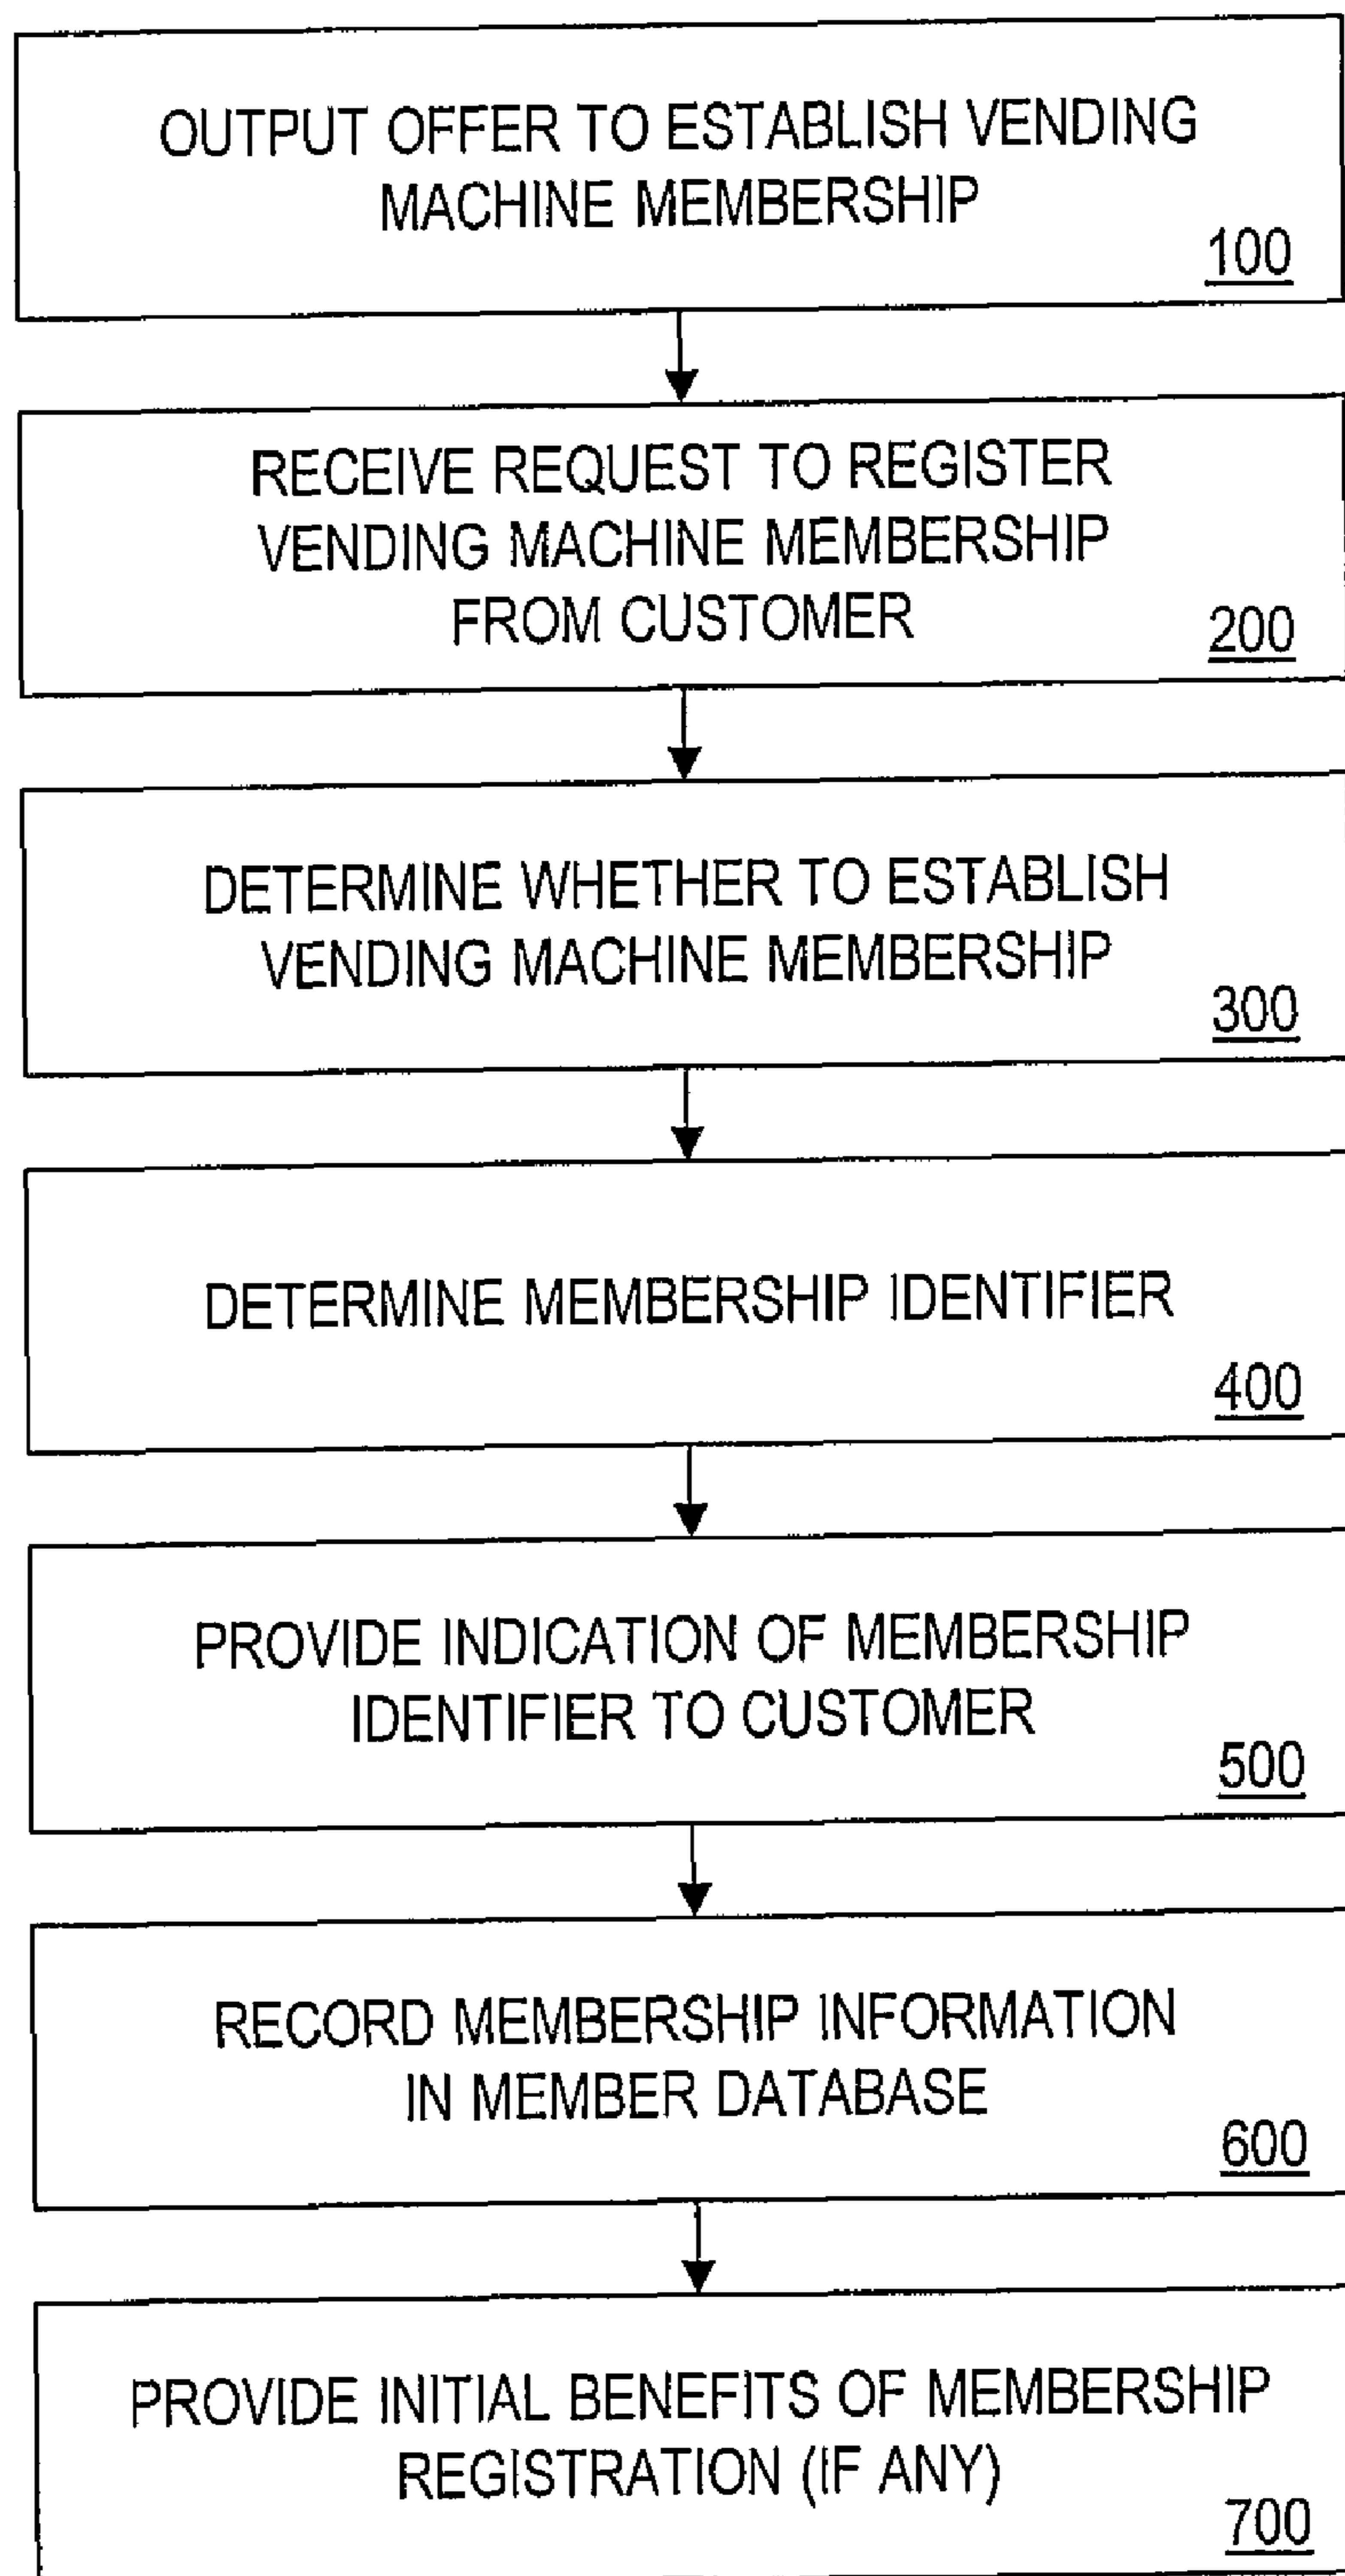 OUTPUT OFFER TO ESTABLISH VENDING
MACHINE MEMBERSHIP
100
RECEIVE REQUEST TO REGISTER
VENDING MACHINE MEMBERSHIP
FROM CUSTOMER
200
DETERMINE WHETHER TO ESTABLISH
VENDING MACHINE MEMBERSHIP
300
DETERMINE MEMBERSHIP IDENTIFIER
400
PROVIDE INDICATION OF MEMBERSHIP
IDENTIFIER TO CUSTOMER
500
RECORD MEMBERSHIP INFORMATION
IN MEMBER DATABASE
600
PROVIDE INITIAL BENEFITS OF MEMBERSHIP
REGISTRATION (IF ANY)
700